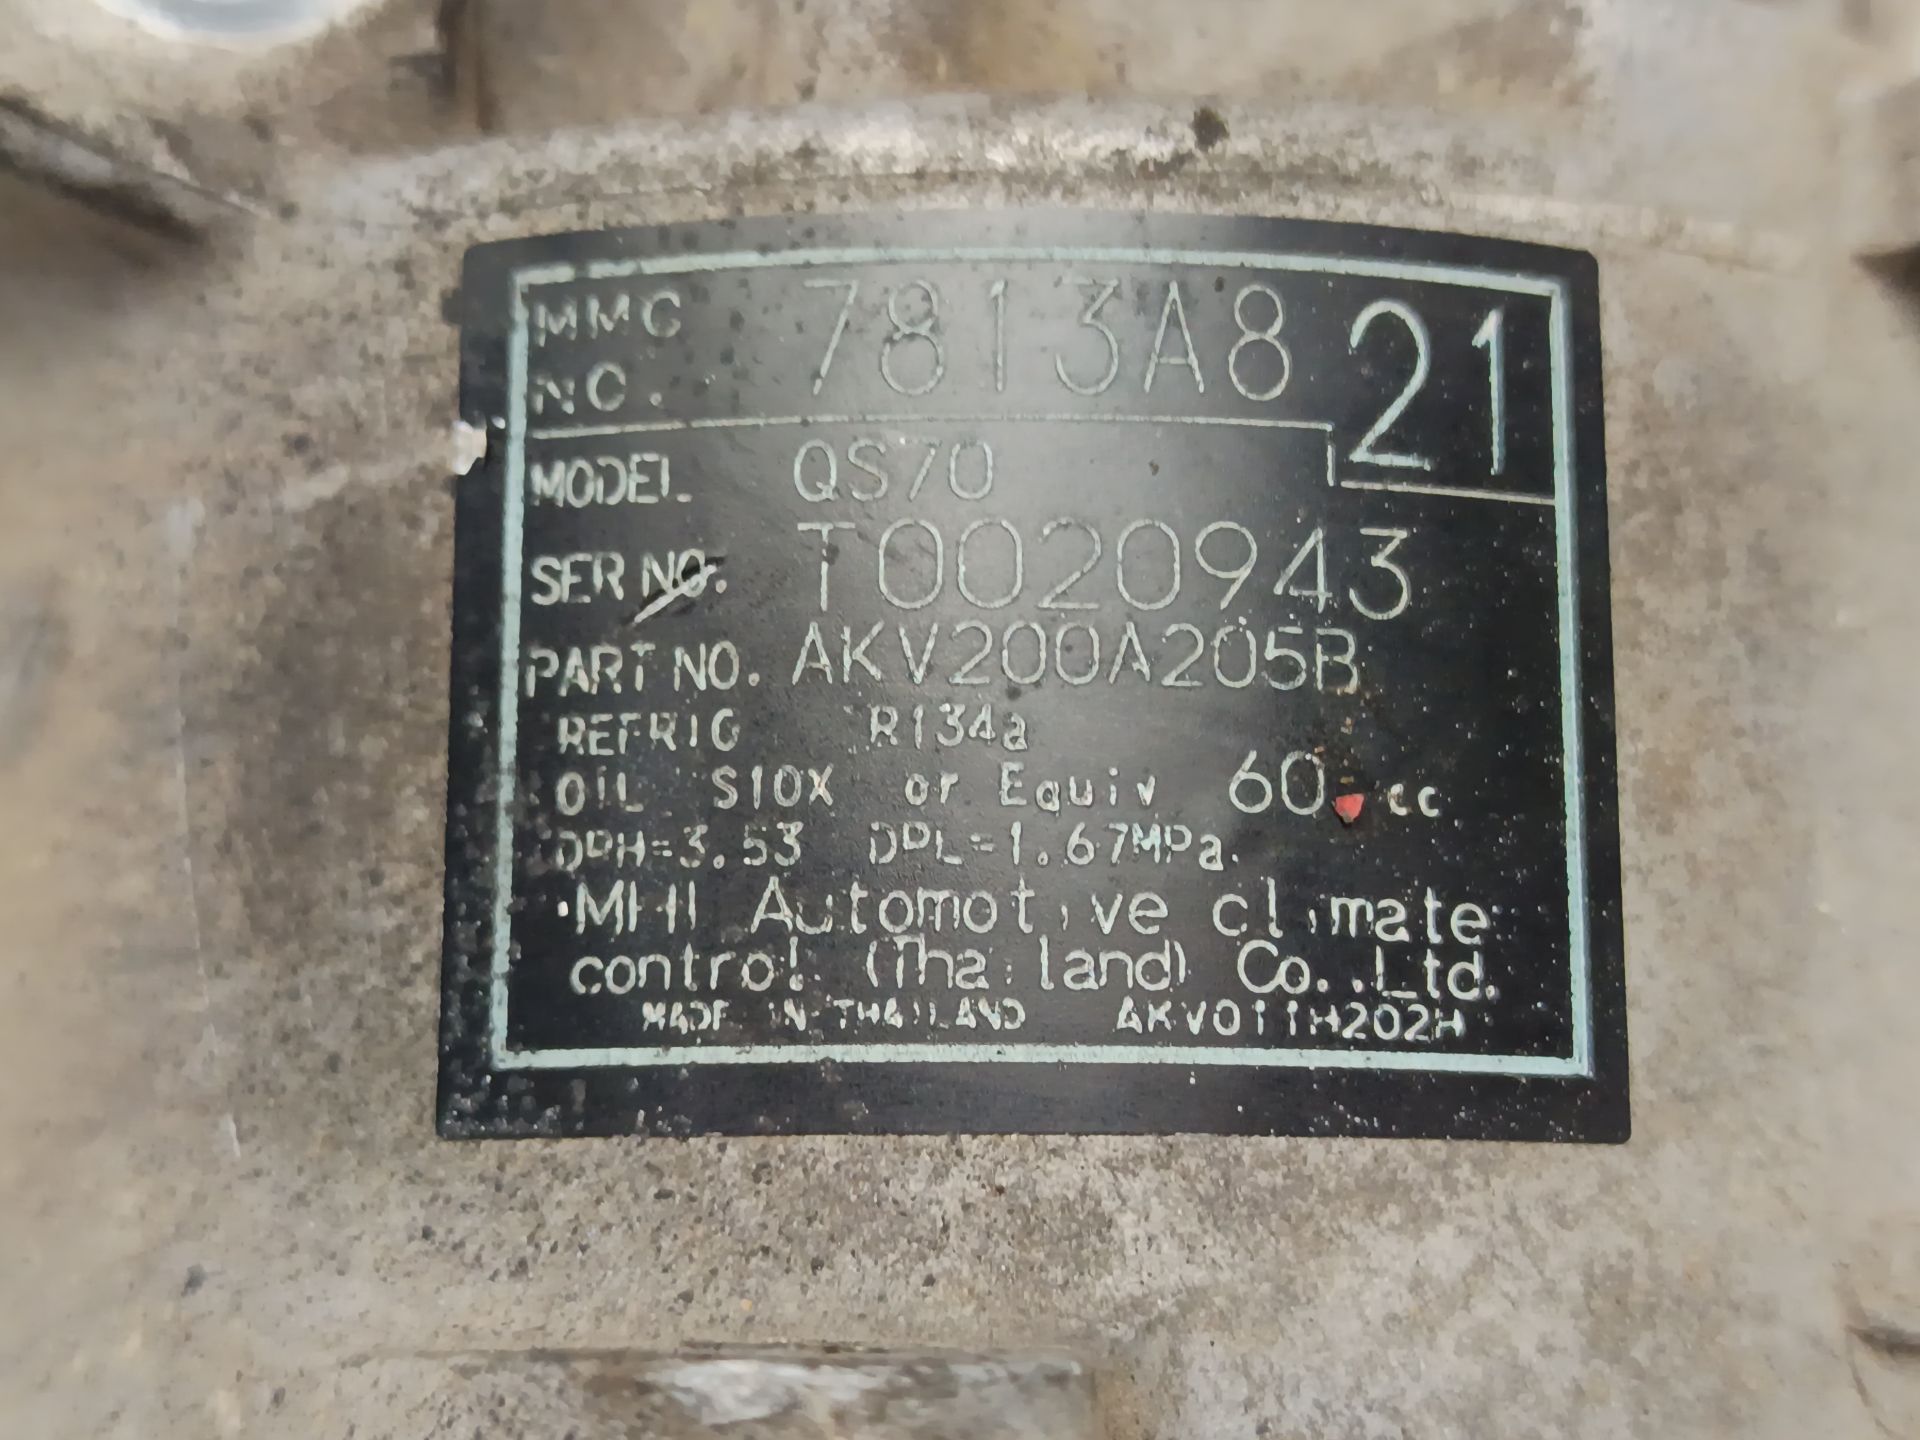 MMC NO. 7813A8 21
MODEL QS70
SER NO. T0020943
PART NO. AKV200A205B
REFRIG R134a
OIL S10X or Equiv 60 cc
DPH=3.53 DPL=1.67MPa.
MHI Automotive climate
control (Thailand) Co.,Ltd.
MADE IN THAILAND AKV011H202H